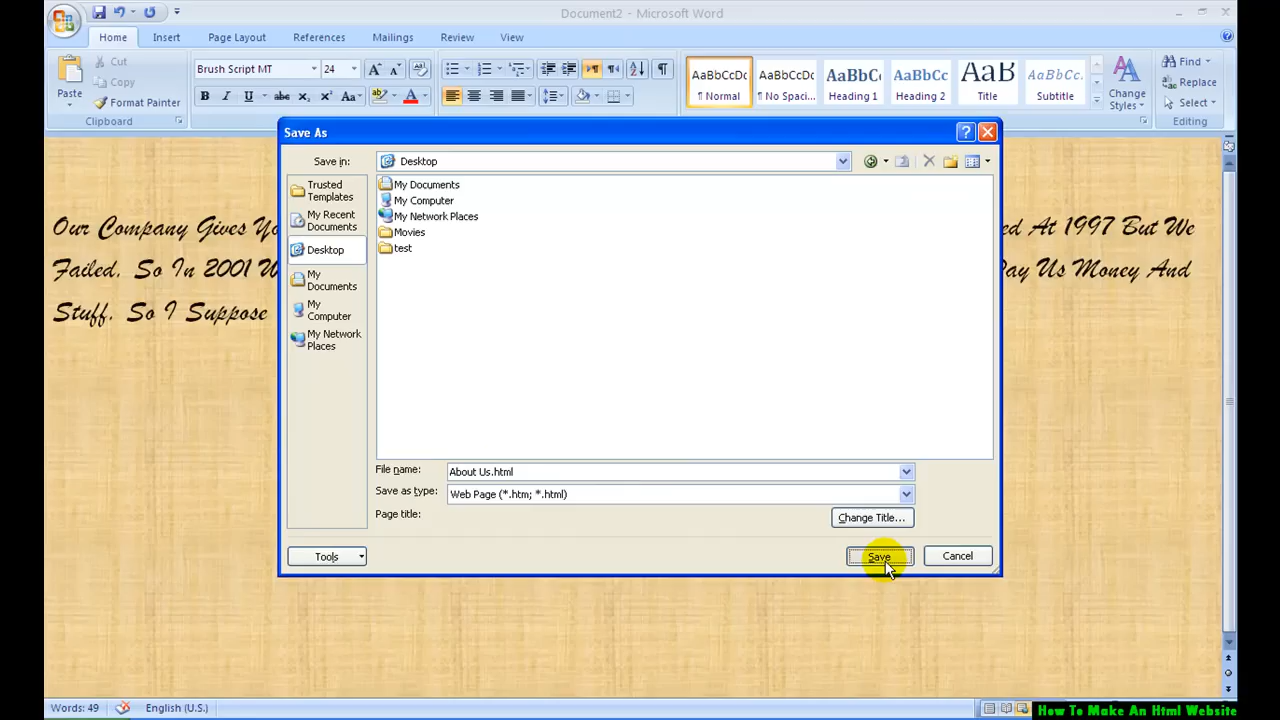 Document2 - Microsoft Word
Home Insert Page Layout References Mailings Review View
Paste
Cut
Copy
Format Painter
Clipboard
Brush Script MT 24
B I U abc x₂ x² Aa A
AaBbCcDc AaBbCcDc AaBbCc AaBbCc AaB AaBbCc.
¶ Normal ¶ No Spaci... Heading 1 Heading 2 Title Subtitle
Change Styles
Find
Replace
Select
Editing
Save As
Save in: Desktop
Trusted Templates
My Recent Documents
Desktop
My Documents
My Computer
My Network Places
My Documents
My Computer
My Network Places
Movies
test
File name: About Us.html
Save as type: Web Page (*.htm; *.html)
Page title:
Change Title...
Tools Save Cancel
Our Company Gives At 1997 But We
Failed. So In 2001 Us Money And
Stuff. So I Suppose
Words: 49 English (U.S.)
How To Make An Html Website